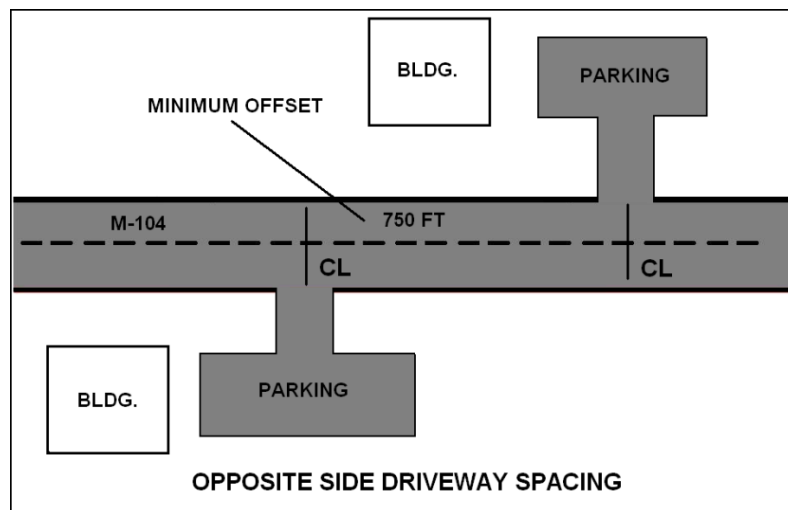 BLDG.
PARKING
MINIMUM OFFSET
M-104
750 FT
CL
CL
BLDG.
PARKING
OPPOSITE SIDE DRIVEWAY SPACING